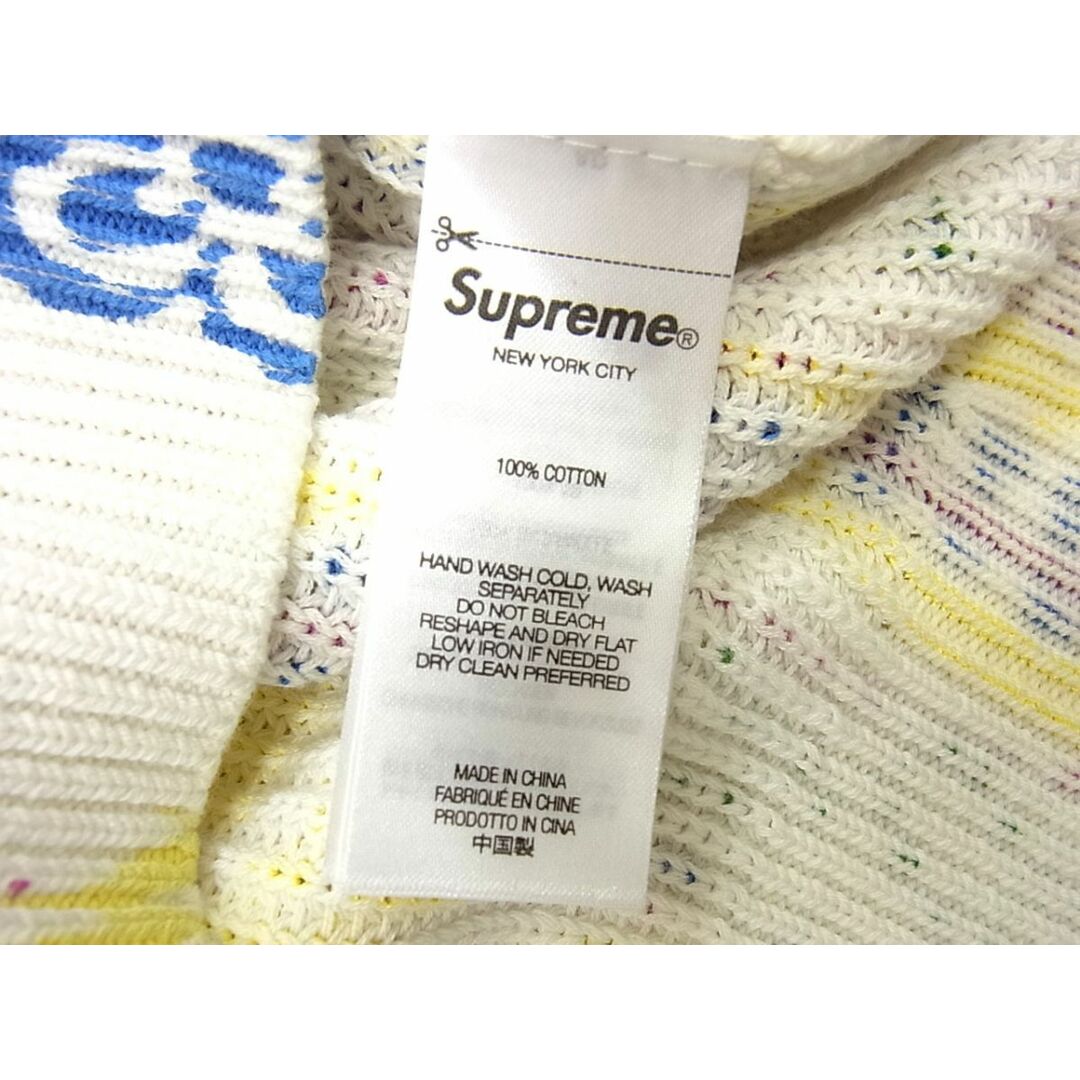 Supreme®
NEW YORK CITY
100% COTTON
HAND WASH COLD, WASH
SEPARATELY
DO NOT BLEACH
RESHAPE AND DRY FLAT
LOW IRON IF NEEDED
DRY CLEAN PREFERRED
MADE IN CHINA
FABRIQUÉ EN CHINE
PRODOTTO IN CINA
中国製